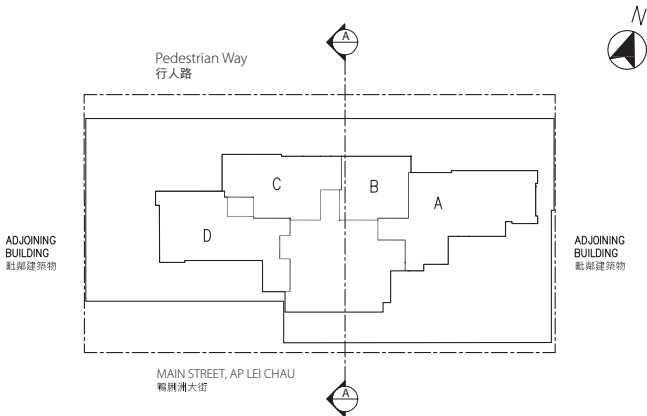 N
A
Pedestrian Way
行人路
C
B
A
D
ADJOINING
BUILDING
毗鄰建築物
ADJOINING
BUILDING
毗鄰建築物
MAIN STREET, AP LEI CHAU
鴨脷洲大街
A